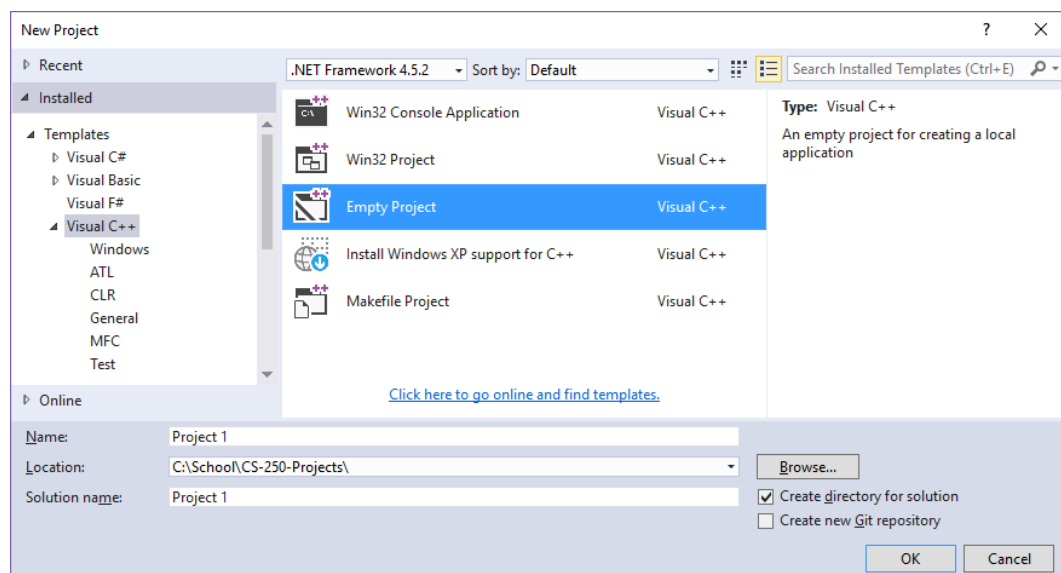 New Project
?
Recent
Installed
Templates
Visual C#
Visual Basic
Visual F#
Visual C++
Windows
ATL
CLR
General
MFC
Test
Online
.NET Framework 4.5.2
Sort by: Default
Search Installed Templates (Ctrl+E)
Win32 Console Application Visual C++
Win32 Project Visual C++
Empty Project Visual C++
Install Windows XP support for C++ Visual C++
Makefile Project Visual C++
Click here to go online and find templates.
Type: Visual C++
An empty project for creating a local
application
Name: Project 1
Location: C:\School\CS-250-Projects\
Browse...
Solution name: Project 1
Create directory for solution
Create new Git repository
OK Cancel